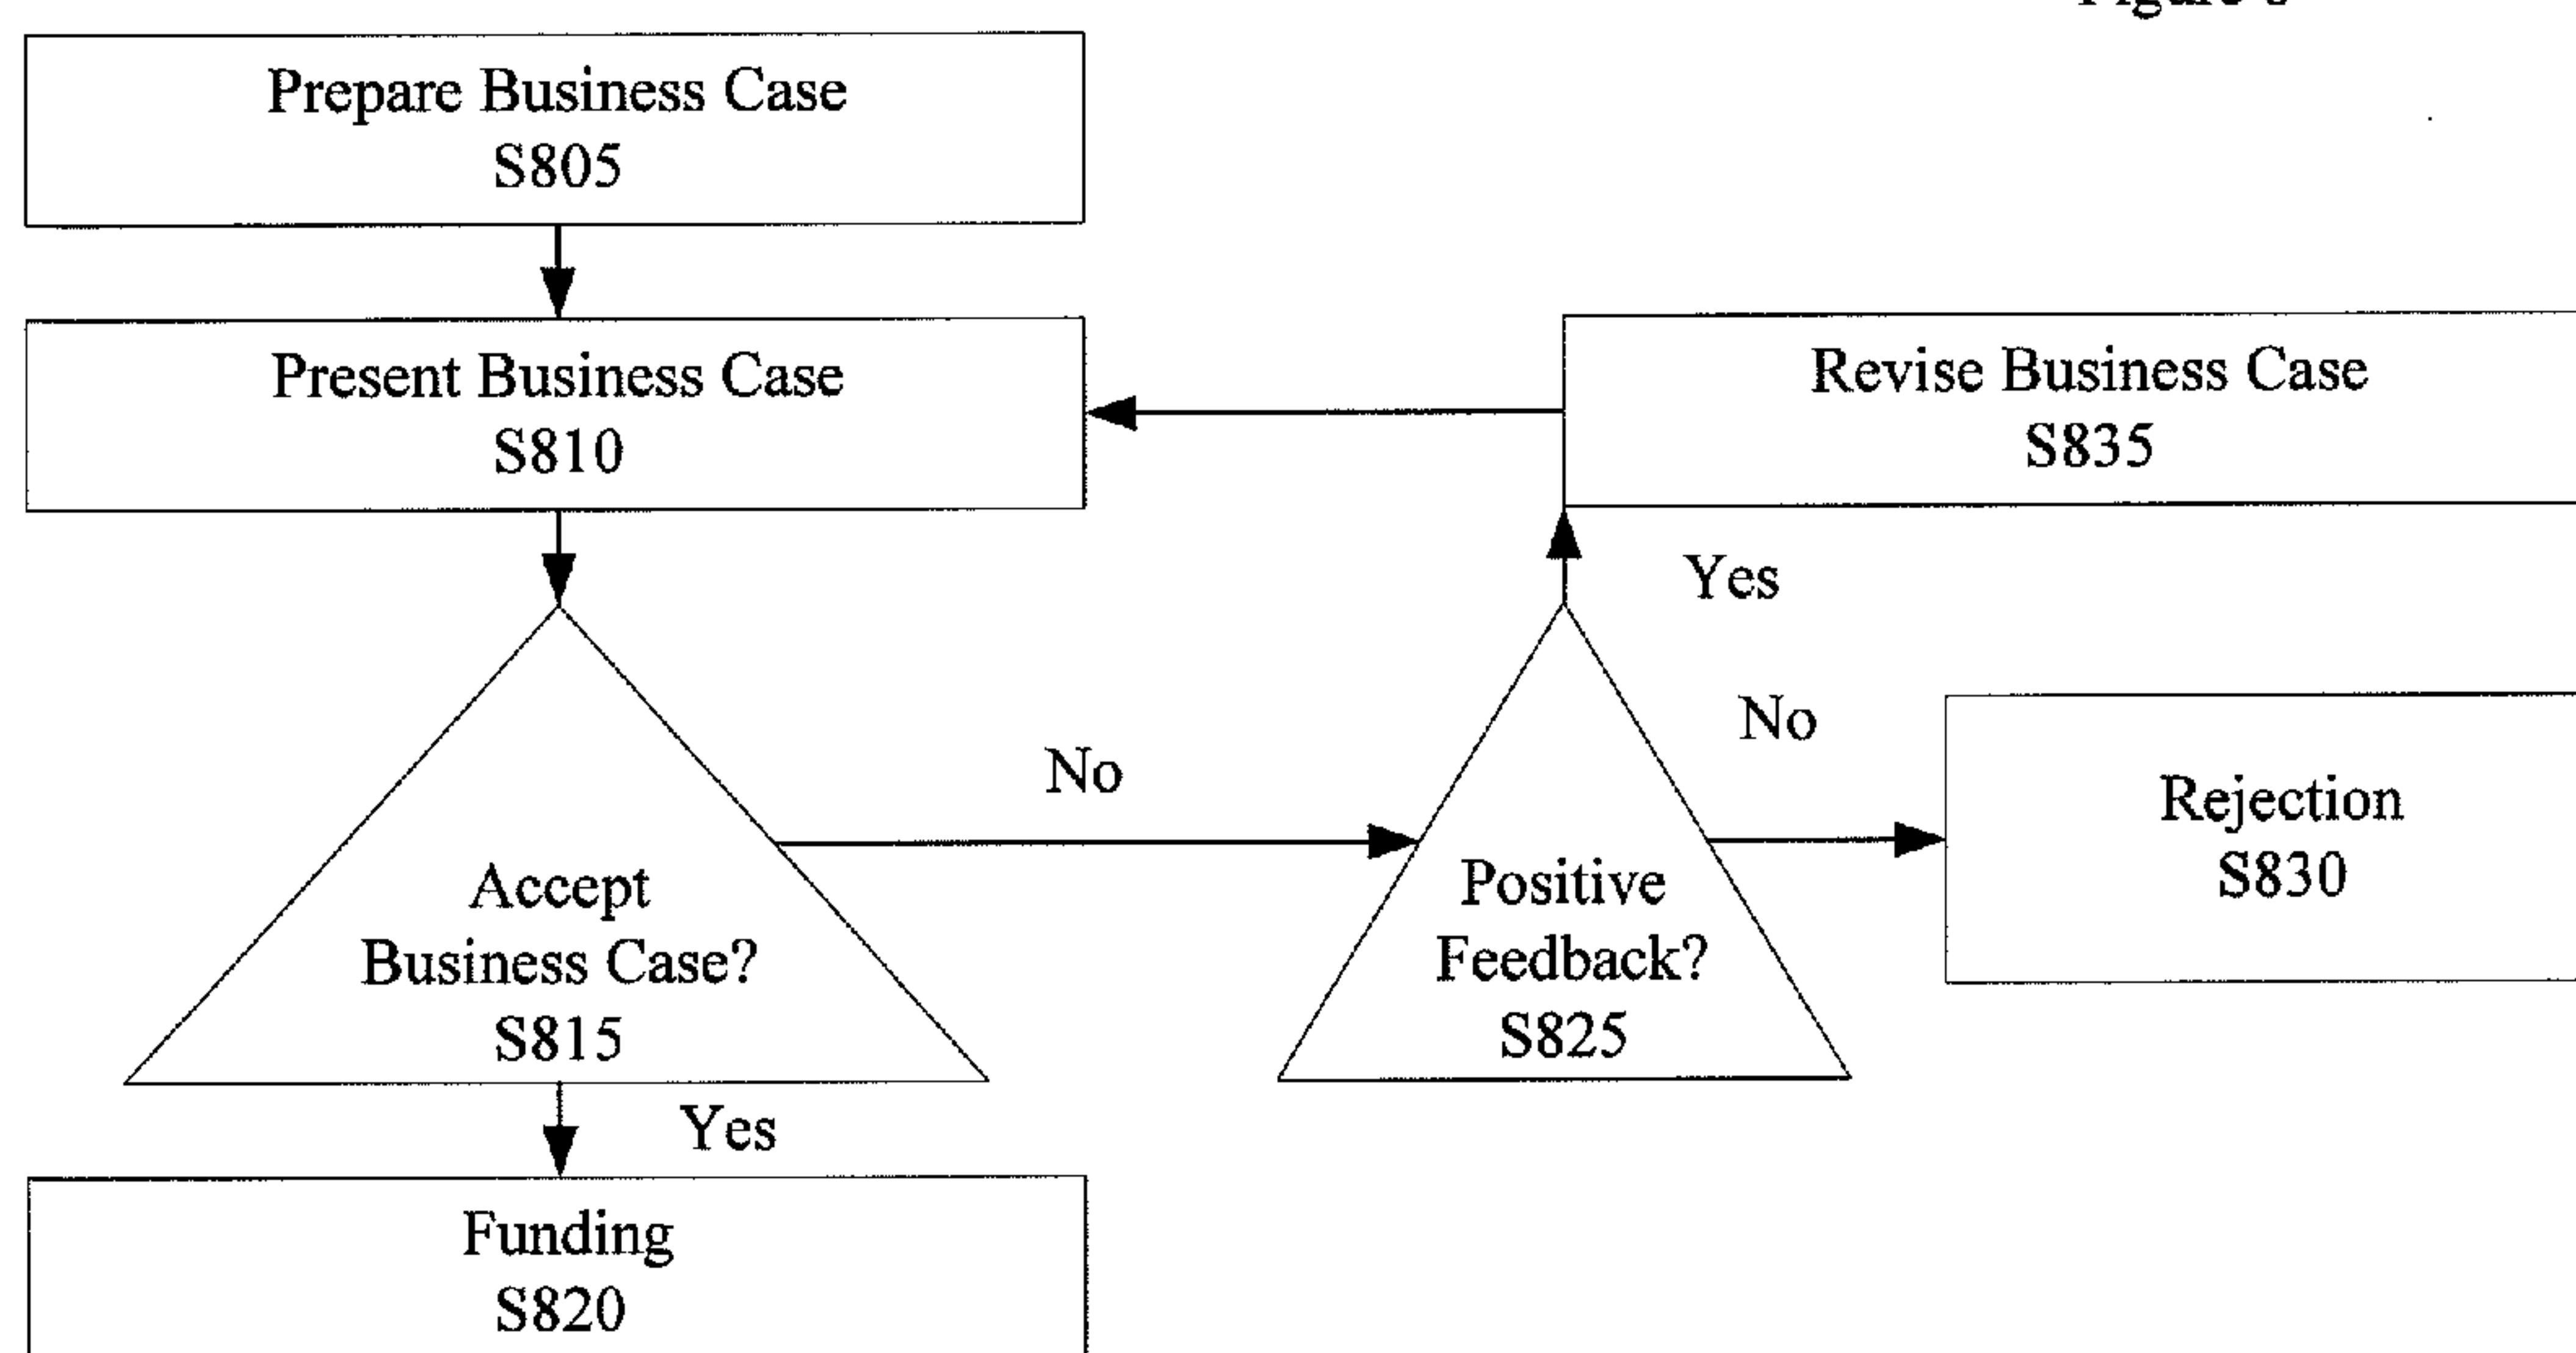 Prepare Business Case
S805
Present Business Case
S810
Revise Business Case
S835
Yes
No
No
Rejection
S830
Accept
Business Case?
S815
Positive
Feedback?
S825
Yes
Funding
S820